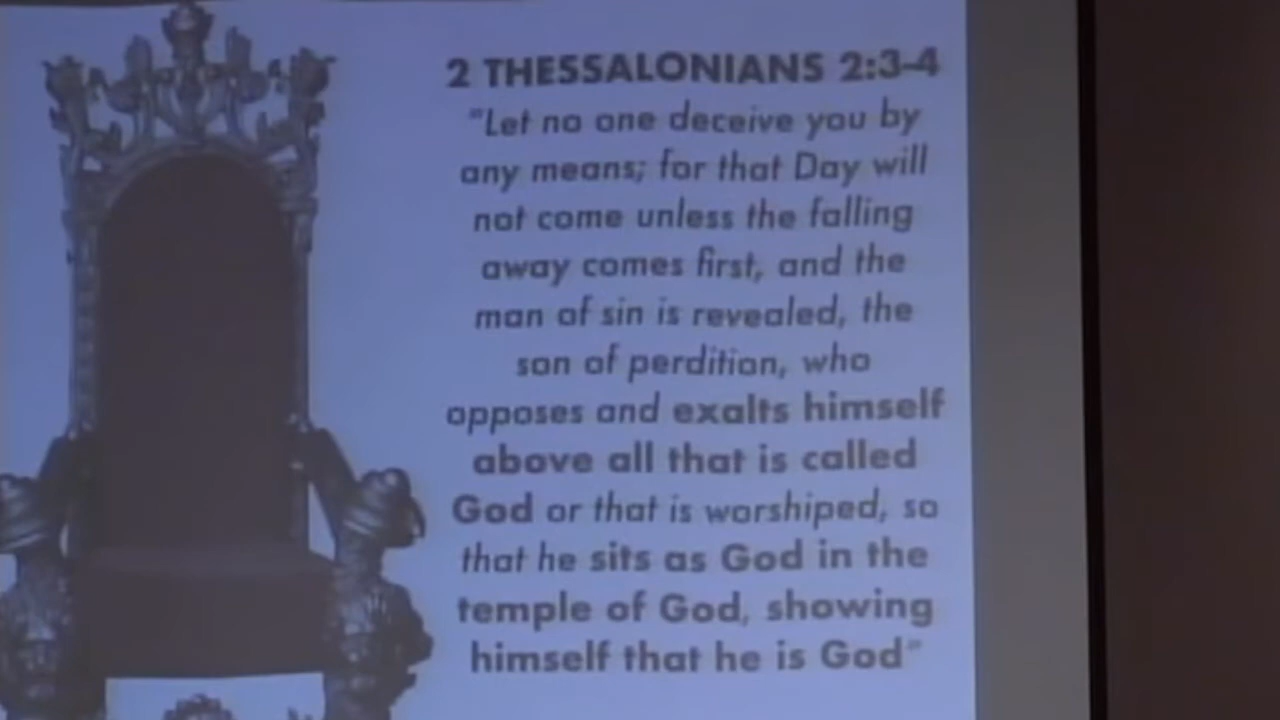 2 THESSALONIANS 2:3-4
"Let no one deceive you by
any means; for that Day will
not come unless the falling
away comes first, and the
man of sin is revealed, the
son of perdition, who
opposes and exalts himself
above all that is called
God or that is worshiped, so
that he sits as God in the
temple of God, showing
himself that he is God"